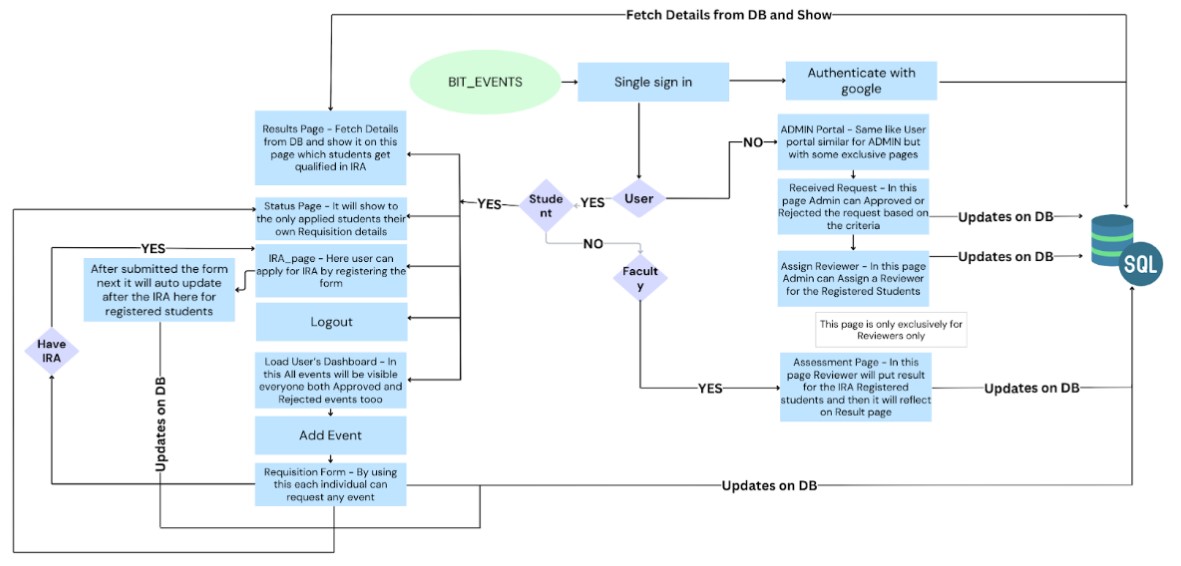 Fetch Details from DB and Show
BIT_EVENTS
Single sign in
Authenticate with
google
Results Page - Fetch Details
from DB and show it on this
page which students get
qualified in IRA
NO
ADMIN Portal - Same like User
portal similar for ADMIN but
with some exclusive pages
Status Page - It will show to
the only applied students their
own Requisition details
YES
Stude
nt
YES
User
Received Request - In this
page Admin can Approved or
Rejected the request based on
the criteria
Updates on DB
YES
IRA_page - Here user can
apply for IRA by registering the
form
NO
Facul
ty
Assign Reviewer - In this page
Admin can Assign a Reviewer
for the Registered Students
Updates on DB
SQL
After submitted the form
next it will auto update
after the IRA here for
registered students
Logout
This page is only exclusively for
Reviewers only
Have
IRA
Load User's Dashboard - In
this All events will be visible
everyone both Approved and
Rejected events tooo
YES
Assessment Page - In this
page Reviewer will put result
for the IRA Registered
students and then it will reflect
on Result page
Updates on DB
Updates on DB
Add Event
Requisition Form - By using
this each individual can
request any event
Updates on DB